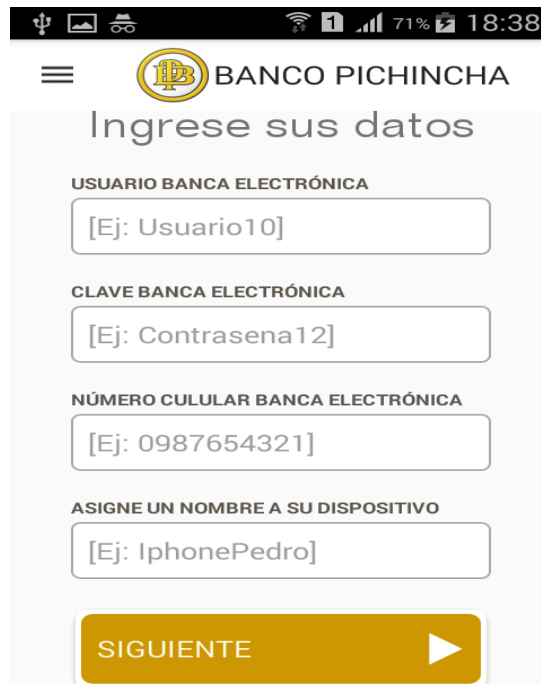 1 71% 18:38
BANCO PICHINCHA
Ingrese sus datos
USUARIO BANCA ELECTRÓNICA
[Ej: Usuario10]
CLAVE BANCA ELECTRÓNICA
[Ej: Contrasena12]
NÚMERO CULULAR BANCA ELECTRÓNICA
[Ej: 0987654321]
ASIGNE UN NOMBRE A SU DISPOSITIVO
[Ej: IphonePedro]
SIGUIENTE